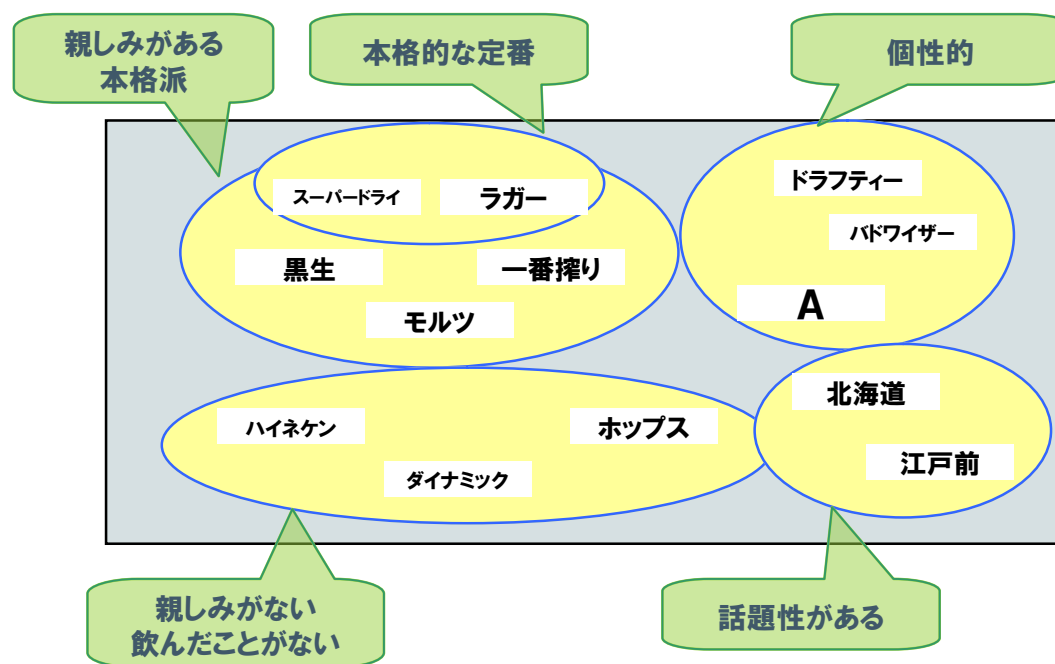 親しみがある
本格派
本格的な定番
個性的
スーパードライ
ラガー
黒生
一番搾り
モルツ
ドラフティー
バドワイザー
A
ハイネケン
ホップス
ダイナミック
北海道
江戸前
親しみがない
飲んだことがない
話題性がある